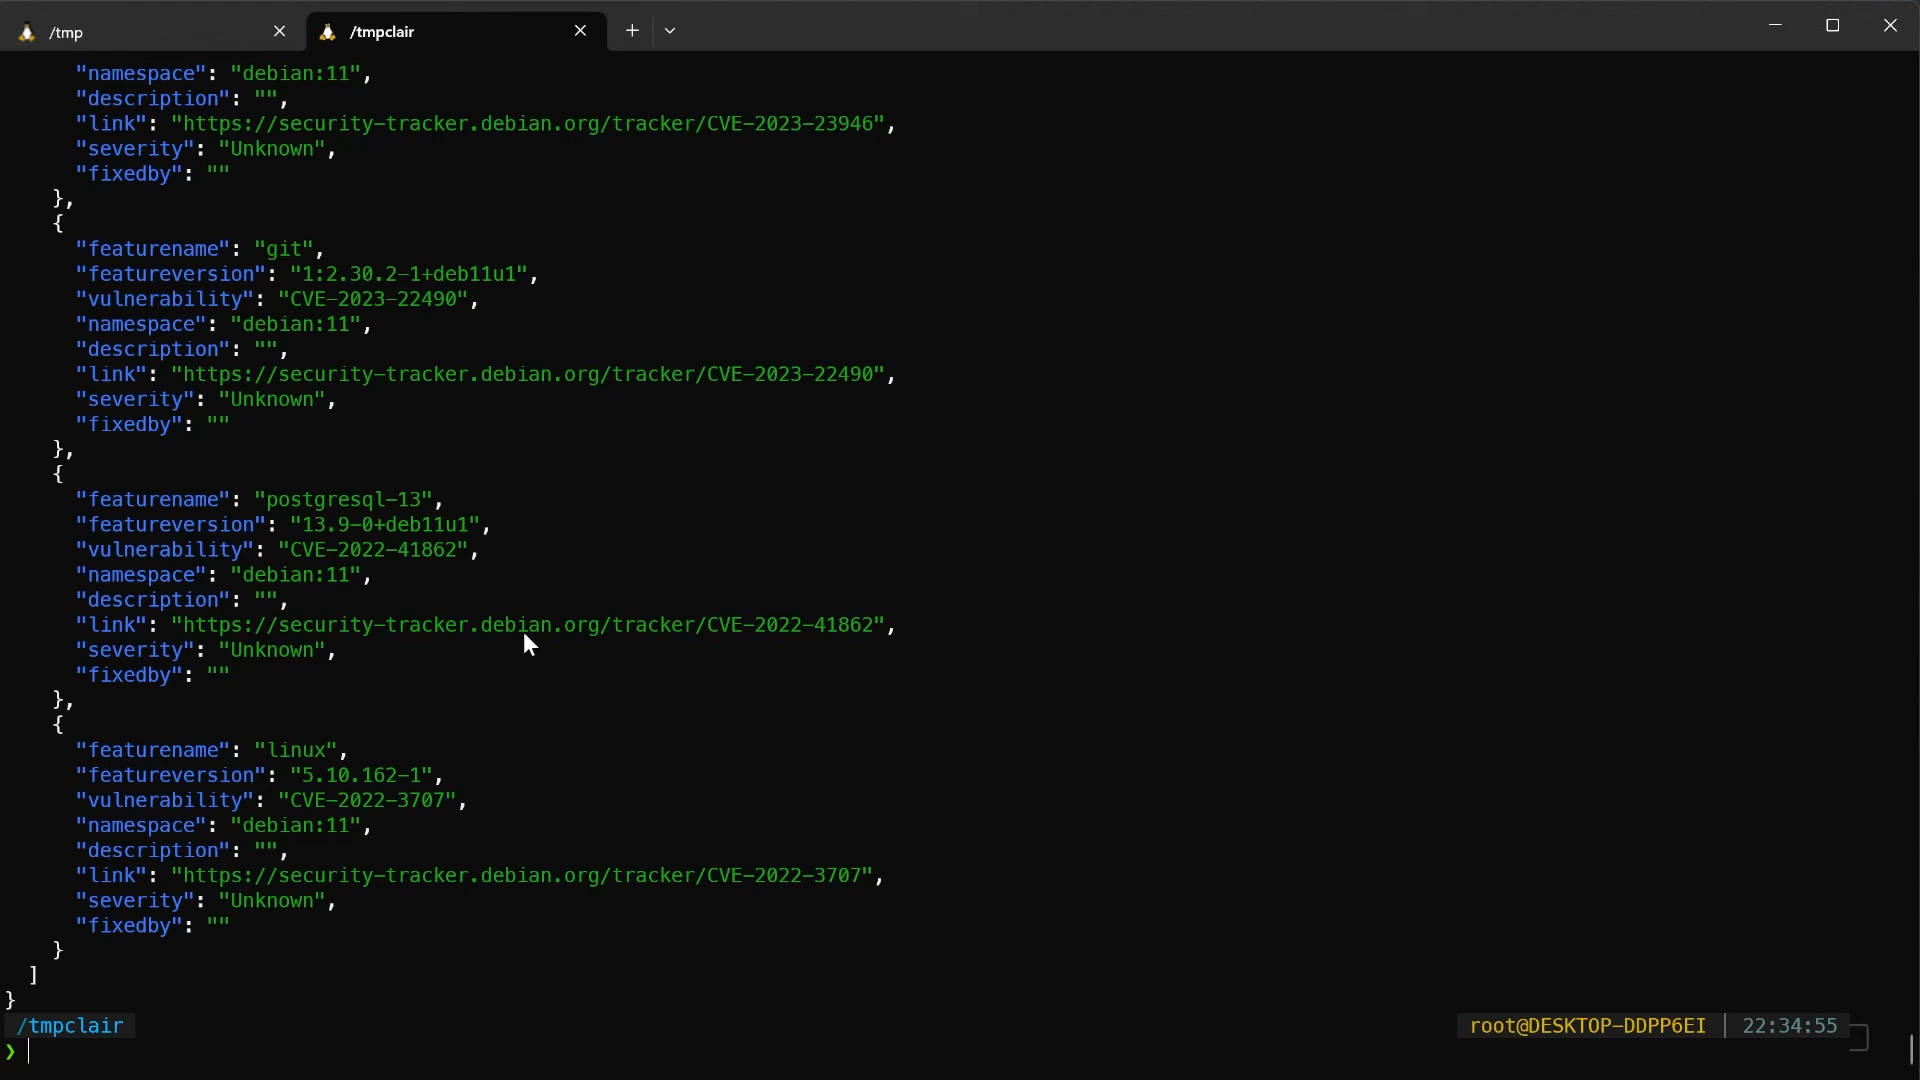 /tmp
/tmpclair
"namespace": "debian:11",
"description": "",
"link": "https://security-tracker.debian.org/tracker/CVE-2023-23946",
"severity": "Unknown",
"fixedby": ""
},
{
"featurename": "git",
"featureversion": "1:2.30.2-1+deb11u1",
"vulnerability": "CVE-2023-22490",
"namespace": "debian:11",
"description": "",
"link": "https://security-tracker.debian.org/tracker/CVE-2023-22490",
"severity": "Unknown",
"fixedby": ""
},
{
"featurename": "postgresql-13",
"featureversion": "13.9-0+deb11u1",
"vulnerability": "CVE-2022-41862",
"namespace": "debian:11",
"description": "",
"link": "https://security-tracker.debian.org/tracker/CVE-2022-41862",
"severity": "Unknown",
"fixedby": ""
},
{
"featurename": "linux",
"featureversion": "5.10.162-1",
"vulnerability": "CVE-2022-3707",
"namespace": "debian:11",
"description": "",
"link": "https://security-tracker.debian.org/tracker/CVE-2022-3707",
"severity": "Unknown",
"fixedby": ""
}
]
}
/tmpclair root@DESKTOP-DDPP6EI | 22:34:55
❯